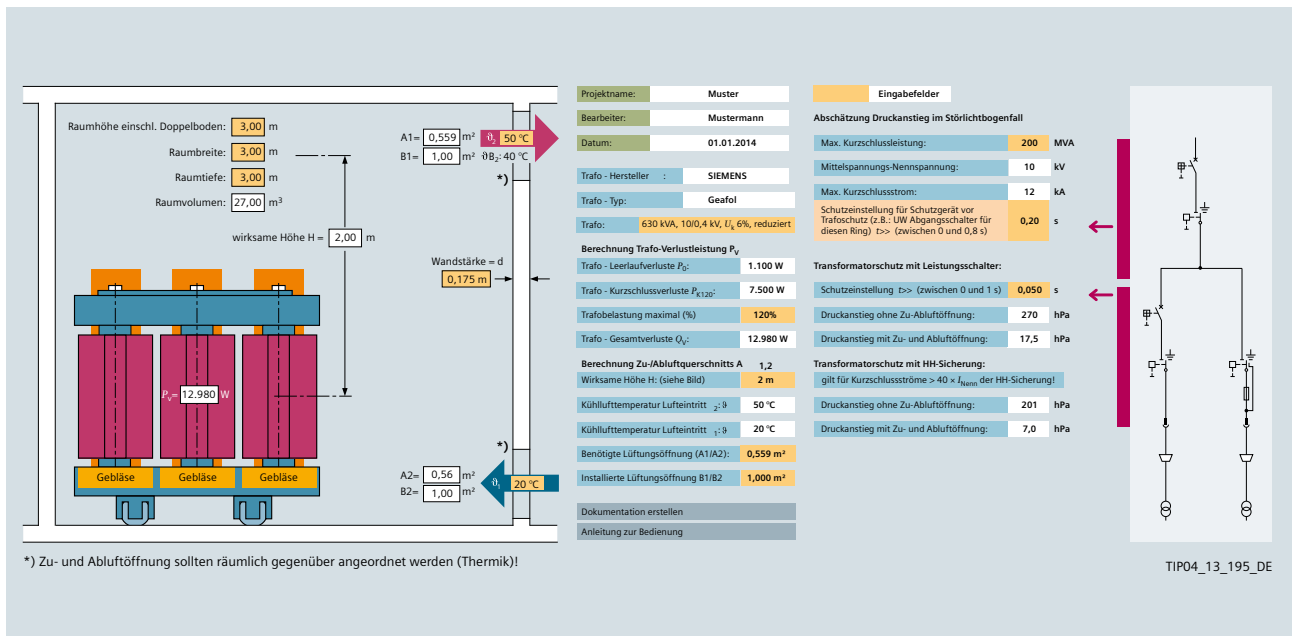 Raumhöhe einschl. Doppelboden: 3,00 m
Raumbreite: 3,00 m
Raumtiefe: 3,00 m
Raumvolumen: 27,00 m³
wirksame Höhe H = 2,00 m
A1= 0,559 m² ϑ2 50 °C
B1= 1,00 m² ϑB2: 40 °C
*)
Wandstärke = d
0,175 m
PV= 12.980 W
Gebläse Gebläse Gebläse
*)
A2= 0,56 m² ϑ1 20 °C
B2= 1,00 m²
*) Zu- und Abluftöffnung sollten räumlich gegenüber angeordnet werden (Thermik)!
Projektname: Muster
Bearbeiter: Mustermann
Datum: 01.01.2014
Trafo - Hersteller : SIEMENS
Trafo - Typ: Geafol
Trafo: 630 kVA, 10/0,4 kV, Uk 6%, reduziert
Berechnung Trafo-Verlustleistung PV
Trafo - Leerlaufverluste P0: 1.100 W
Trafo - Kurzschlussverluste PK120: 7.500 W
Trafobelastung maximal (%) 120%
Trafo - Gesamtverluste QV: 12.980 W
Berechnung Zu-/Abluftquerschnitts A 1,2
Wirksame Höhe H: (siehe Bild) 2 m
Kühllufttemperatur Lufteintritt 2: ϑ 50 °C
Kühllufttemperatur Lufteintritt 1: ϑ 20 °C
Benötigte Lüftungsöffnung (A1/A2): 0,559 m²
Installierte Lüftungsöffnung B1/B2 1,000 m²
Dokumentation erstellen
Anleitung zur Bedienung
Eingabefelder
Abschätzung Druckanstieg im Störlichtbogenfall
Max. Kurzschlussleistung: 200 MVA
Mittelspannungs-Nennspannung: 10 kV
Max. Kurzschlussstrom: 12 kA
Schutzeinstellung für Schutzgerät vor
Trafoschutz (z.B.: UW Abgangsschalter für
diesen Ring) t>> (zwischen 0 und 0,8 s) 0,20 s
Transformatorschutz mit Leistungsschalter:
Schutzeinstellung t>> (zwischen 0 und 1 s) 0,050 s
Druckanstieg ohne Zu-Abluftöffnung: 270 hPa
Druckanstieg mit Zu- und Abluftöffnung: 17,5 hPa
Transformatorschutz mit HH-Sicherung:
gilt für Kurzschlussströme > 40 × INenn der HH-Sicherung!
Druckanstieg ohne Zu-Abluftöffnung: 201 hPa
Druckanstieg mit Zu- und Abluftöffnung: 7,0 hPa
TIP04_13_195_DE